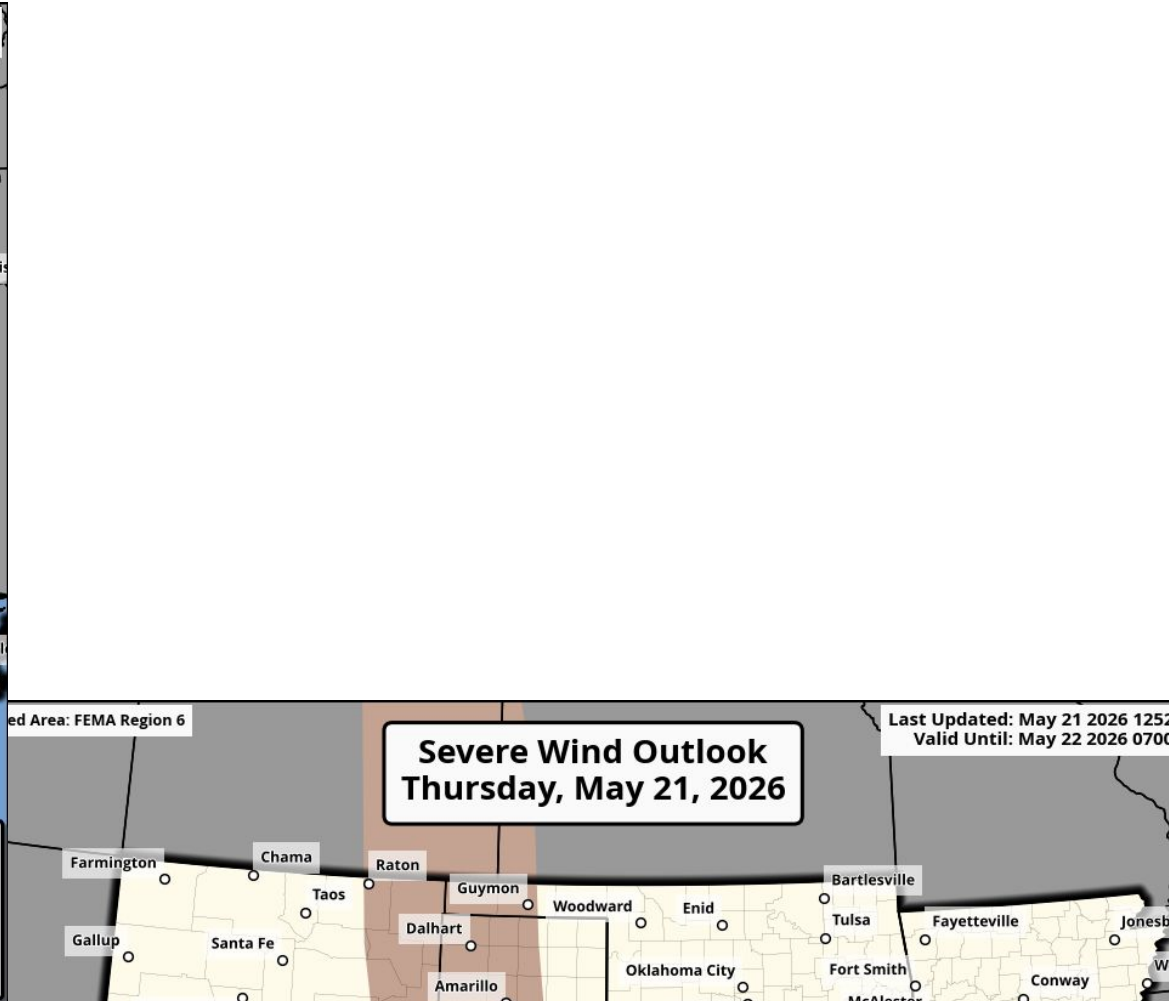 ed Area: FEMA Region 6
Severe Wind Outlook
Thursday, May 21, 2026
Last Updated: May 21 2026 1252
Valid Until: May 22 2026 0700
Farmington
Chama
Raton
Taos
Guymon
Woodward
Enid
Bartlesville
Gallup
Santa Fe
Dalhart
Tulsa
Fayetteville
Jonesb
Amarillo
Oklahoma City
Fort Smith
Conway
W
McAlester